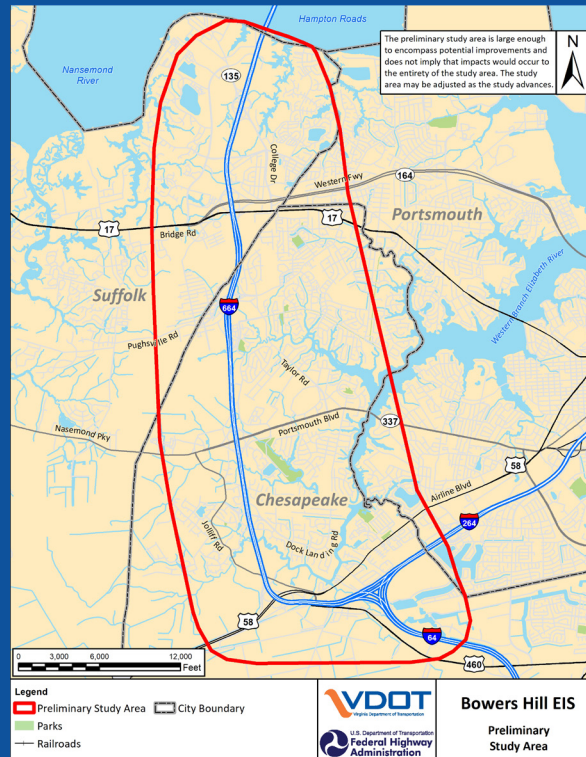 Hampton Roads
The preliminary study area is large enough
to encompass potential improvements and
does not imply that impacts would occur to
the entirety of the study area. The study
area may be adjusted as the study advances.
N
Nansemond
River
135
College Dr
Western Fwy
164
Portsmouth
17
17
Bridge Rd
Suffolk
Western Branch Elizabeth River
664
Pughsville Rd
Taylor Rd
Portsmouth Blvd
337
Nasemond Pky
58
Airline Blvd
Chesapeake
264
Jolliff Rd
Dock Landing Rd
58
64
460
0 3,000 6,000 12,000
Feet
Legend
Preliminary Study Area City Boundary
Parks
Railroads
VDOT
Virginia Department of Transportation
U.S. Department of Transportation
Federal Highway
Administration
Bowers Hill EIS
Preliminary
Study Area